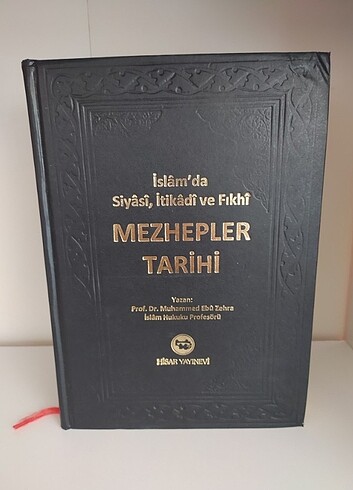 İslâm'da
Siyâsî, İtikâdî ve Fıkhî
MEZHEPLER
TARİHİ
Yazan:
Prof. Dr. Muhammed Ebû Zehra
İslâm Hukuku Profesörü
HİSAR YAYINEVİ